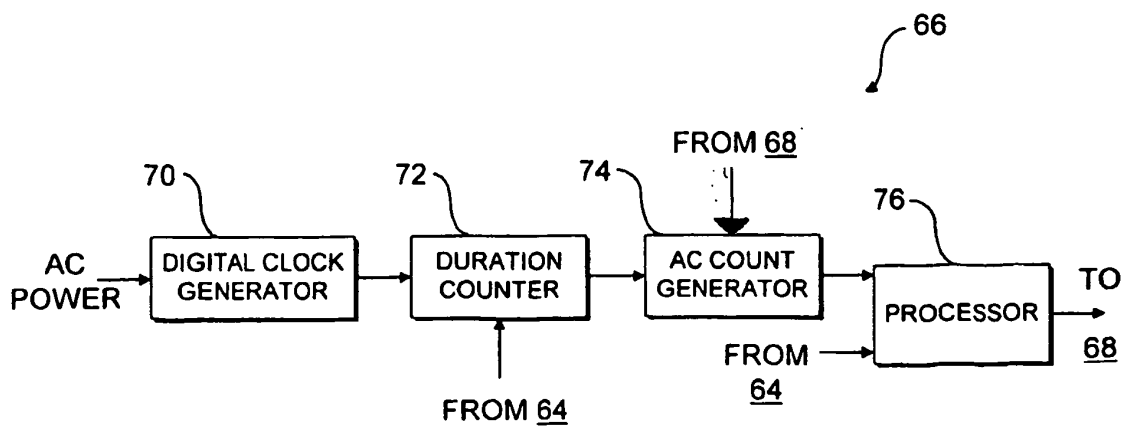 66
FROM 68
70
72
74
76
AC
POWER
DIGITAL CLOCK
GENERATOR
DURATION
COUNTER
AC COUNT
GENERATOR
PROCESSOR
TO
68
FROM
64
FROM 64